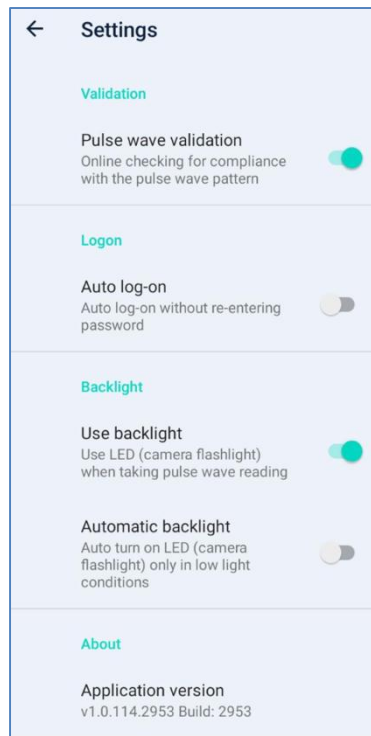 Settings
Validation
Pulse wave validation
Online checking for compliance
with the pulse wave pattern
Logon
Auto log-on
Auto log-on without re-entering
password
Backlight
Use backlight
Use LED (camera flashlight)
when taking pulse wave reading
Automatic backlight
Auto turn on LED (camera
flashlight) only in low light
conditions
About
Application version
v1.0.114.2953 Build: 2953